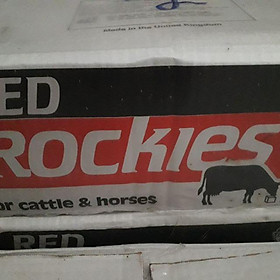 Made in the United Kingdom
ED
ROCKIES
or cattle & horses
RED